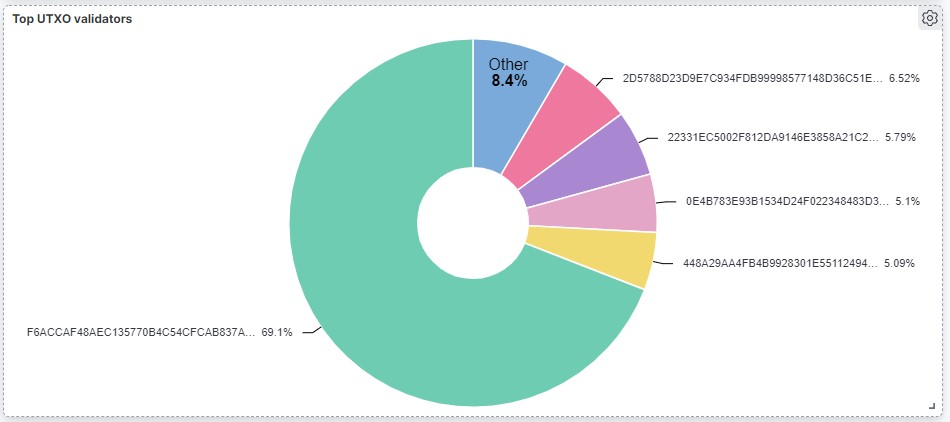 Top UTXO validators
Other
8.4%
2D5788D23D9E7C934FDB99998577148D36C51E... 6.52%
22331EC5002F812DA9146E3858A21C2... 5.79%
0E4B783E93B1534D24F022348483D3... 5.1%
448A29AA4FB4B9928301E55112494... 5.09%
F6ACCAF48AEC135770B4C54CFCAB837A... 69.1%